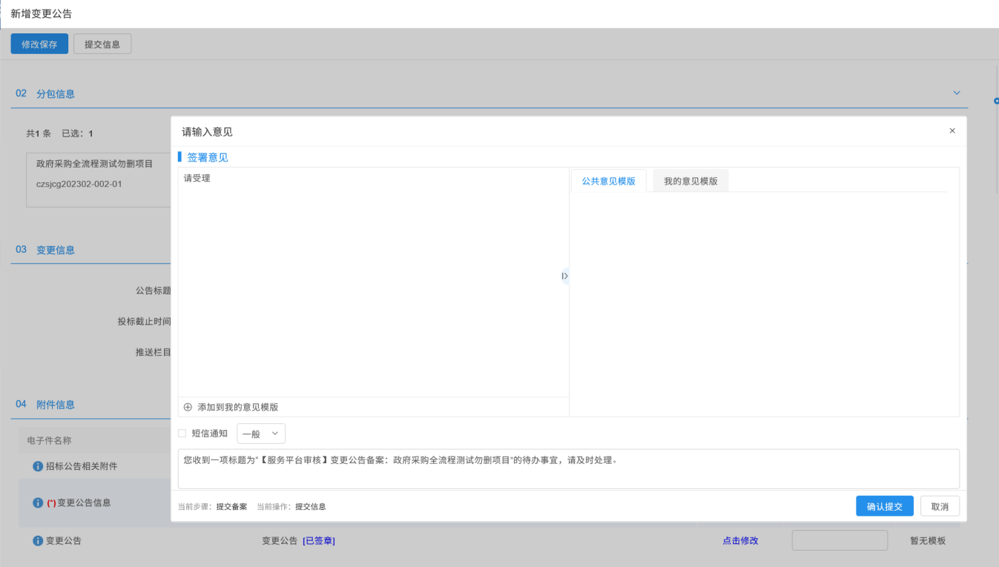 新增变更公告
修改保存 提交信息
02 分包信息
共1 条 已选：1
政府采购全流程测试勿删项目
czsjcg202302-002-01
03 变更信息
公告标题
投标截止时间
推送栏目
04 附件信息
电子件名称
招标公告相关附件
(*)变更公告信息
变更公告 变更公告 [已签章] 点击修改 暂无模板
请输入意见 ×
签署意见
请受理
公共意见模版 我的意见模版
添加到我的意见模版
短信通知 一般
您收到一项标题为“【服务平台审核】变更公告备案：政府采购全流程测试勿删项目”的待办事宜，请及时处理。
当前步骤：提交备案 当前操作：提交信息 确认提交 取消